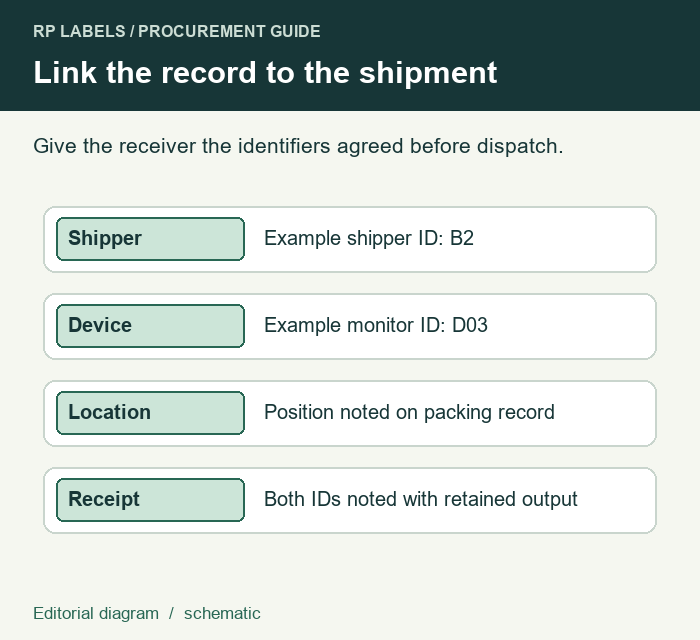 RP LABELS / PROCUREMENT GUIDE
Link the record to the shipment
Give the receiver the identifiers agreed before dispatch.
Shipper
Example shipper ID: B2
Device
Example monitor ID: D03
Location
Position noted on packing record
Receipt
Both IDs noted with retained output
Editorial diagram / schematic